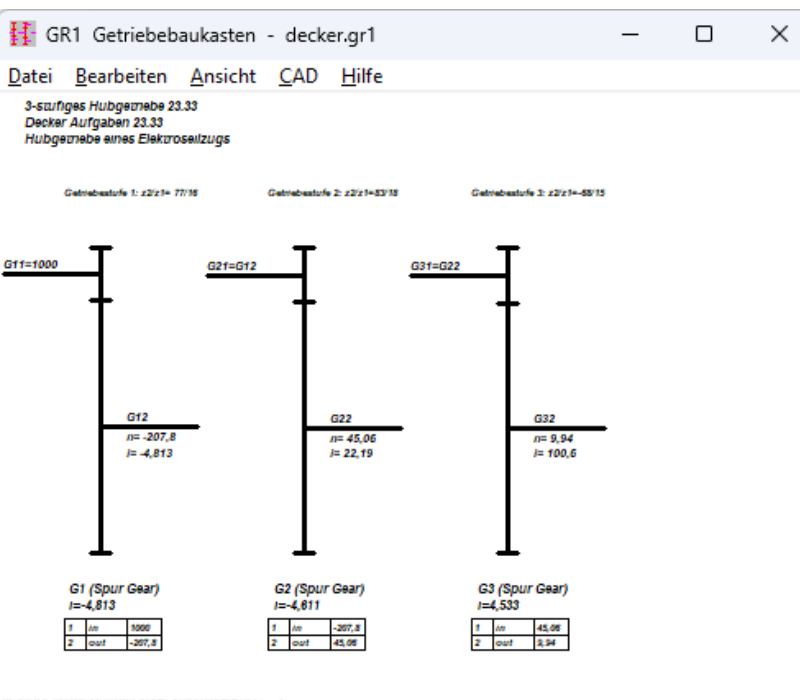 GR1 Getriebebaukasten - decker.gr1
Datei Bearbeiten Ansicht CAD Hilfe
3-stufiges Hubgetriebe 23.33
Decker Aufgaben 23.33
Hubgetriebe eines Elektroseilzugs
Getriebestufe 1: z2/z1= 77/16 Getriebestufe 2: z2/z1=83/18 Getriebestufe 3: z2/z1=-68/15
G11=1000 G21=G12 G31=G22
G12 G22 G32
n= -207,8 n= 45,06 n= 9,94
i= -4,813 i= 22,19 i= 100,6
G1 (Spur Gear) G2 (Spur Gear) G3 (Spur Gear)
i=-4,813 i=-4,611 i=4,533
1 in 1000 1 in -207,8 1 in 45,06
2 out -207,8 2 out 45,06 2 out 9,94